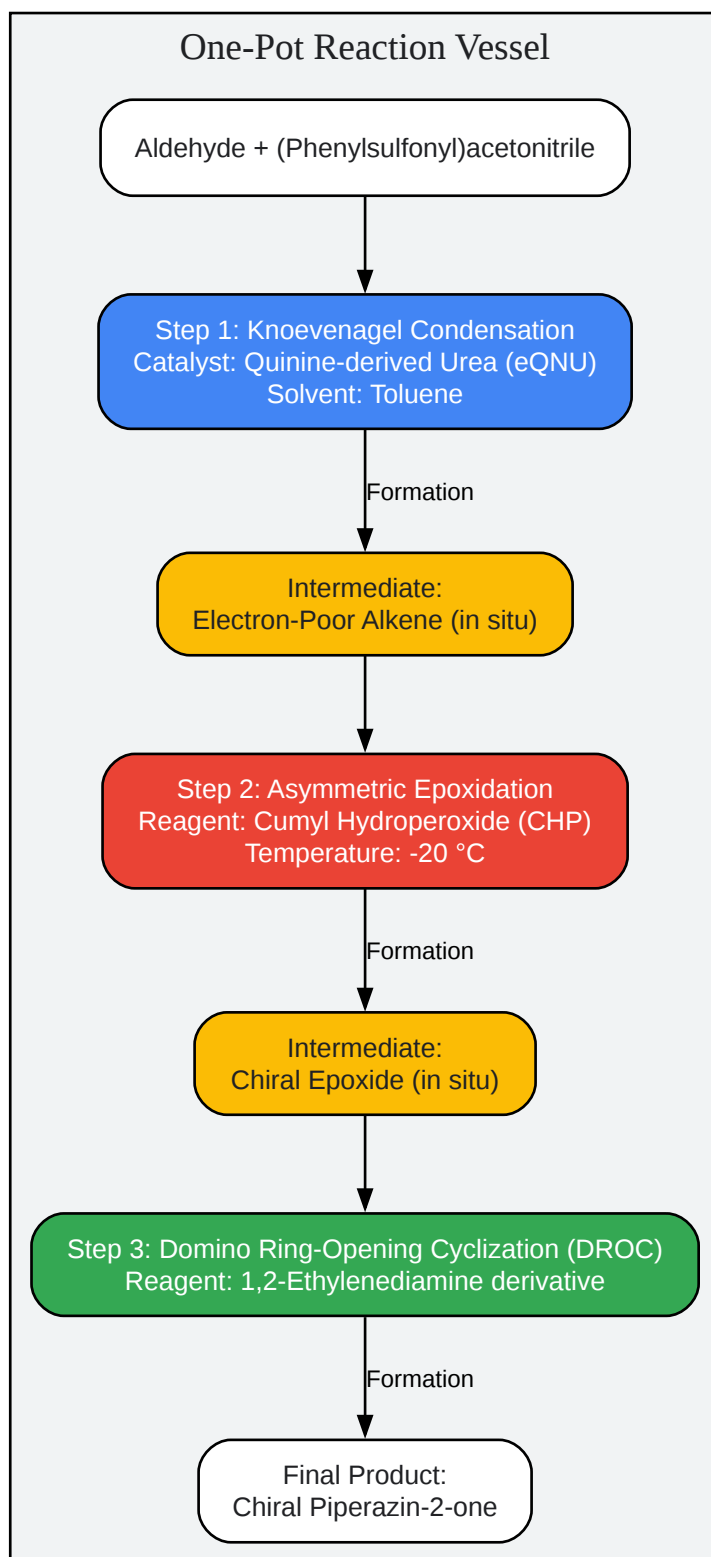 One-Pot Reaction Vessel
Aldehyde + (Phenylsulfonyl)acetonitrile
Step 1: Knoevenagel Condensation
Catalyst: Quinine-derived Urea (eQNU)
Solvent: Toluene
Formation
Intermediate:
Electron-Poor Alkene (in situ)
Step 2: Asymmetric Epoxidation
Reagent: Cumyl Hydroperoxide (CHP)
Temperature: -20 °C
Formation
Intermediate:
Chiral Epoxide (in situ)
Step 3: Domino Ring-Opening Cyclization (DROC)
Reagent: 1,2-Ethylenediamine derivative
Formation
Final Product:
Chiral Piperazin-2-one